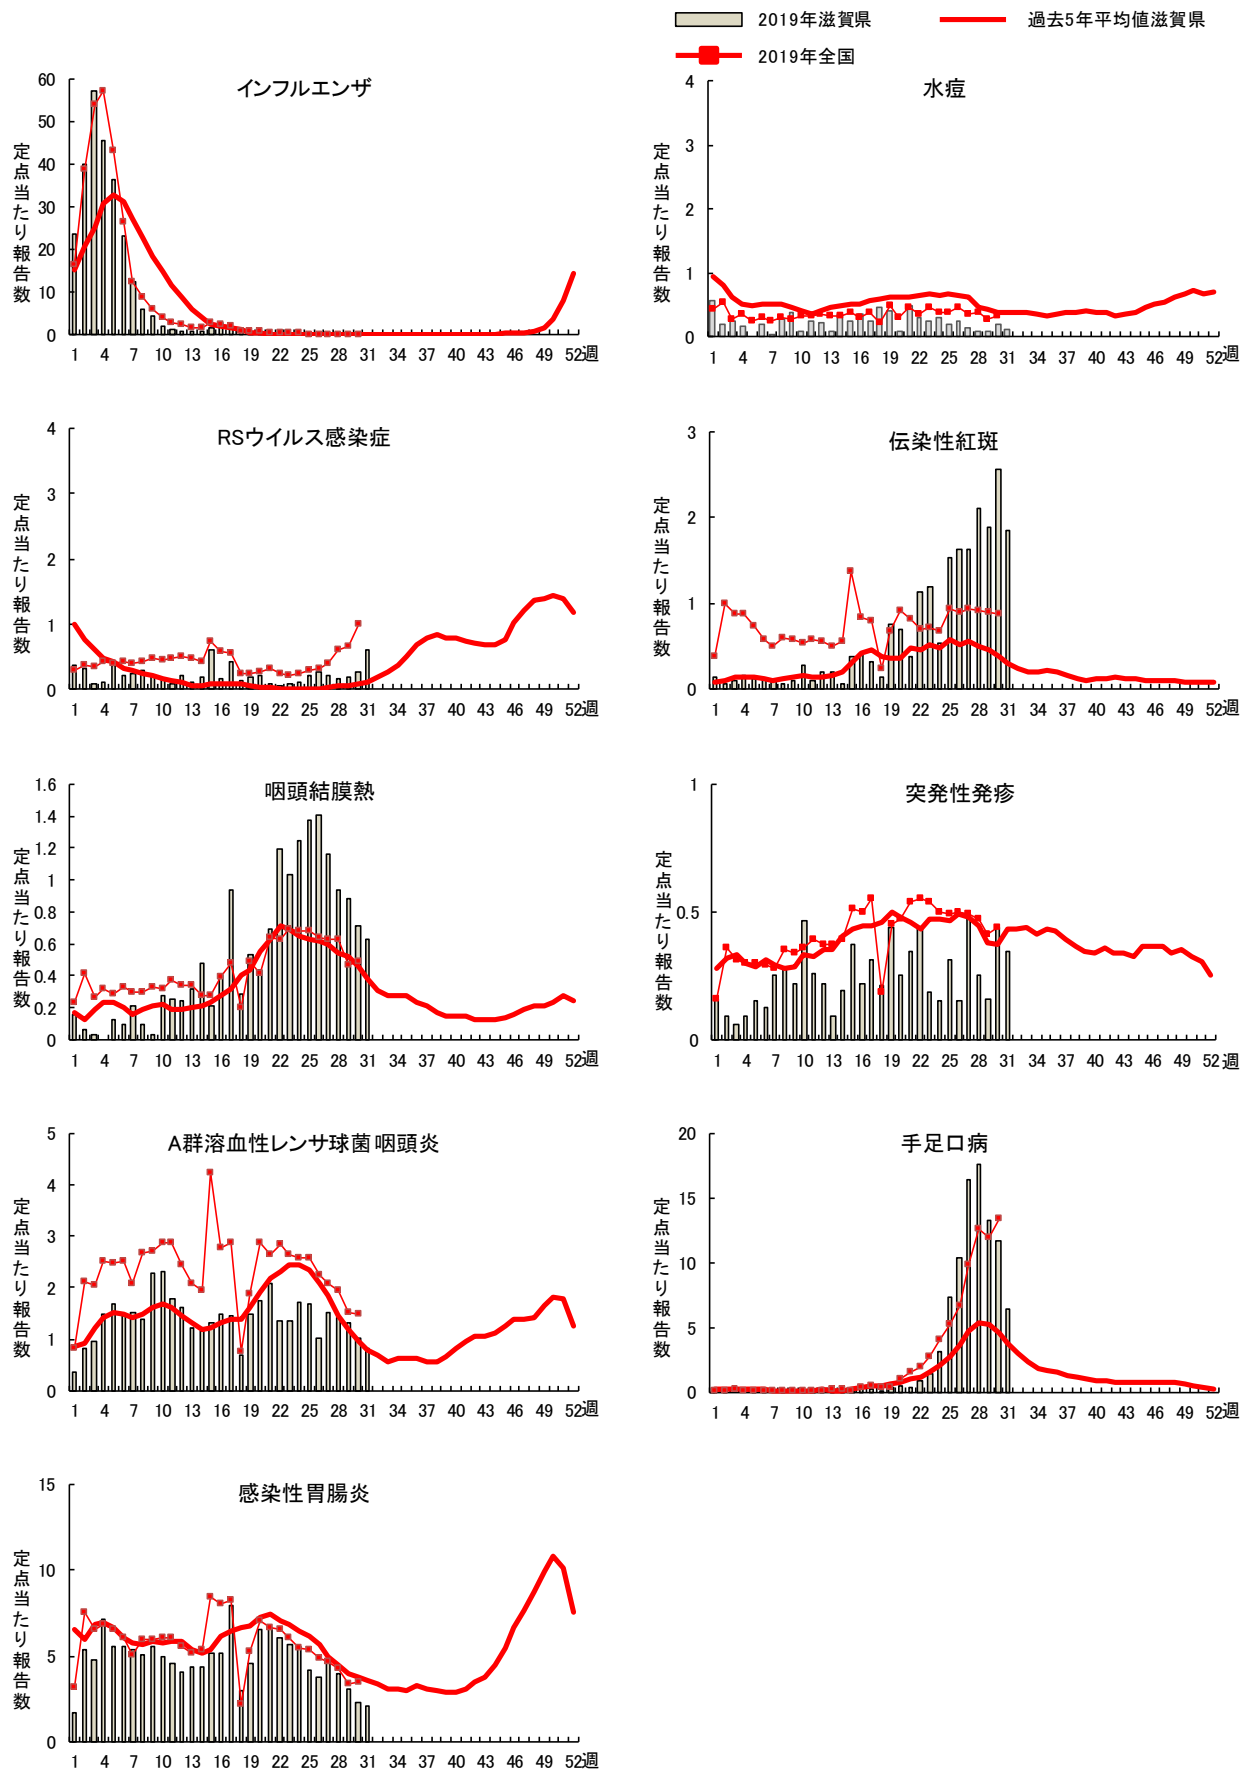 2019年滋賀県
過去5年平均値滋賀県
2019年全国
インフルエンザ
定点当たり報告数
60
50
40
30
20
10
0
1 4 7 10 13 16 19 22 25 28 31 34 37 40 43 46 49 52週
水痘
定点当たり報告数
4
3
2
1
0
1 4 7 10 13 16 19 22 25 28 31 34 37 40 43 46 49 52週
RSウイルス感染症
定点当たり報告数
4
3
2
1
0
1 4 7 10 13 16 19 22 25 28 31 34 37 40 43 46 49 52週
伝染性紅斑
定点当たり報告数
3
2
1
0
1 4 7 10 13 16 19 22 25 28 31 34 37 40 43 46 49 52週
咽頭結膜熱
定点当たり報告数
1.6
1.4
1.2
1
0.8
0.6
0.4
0.2
0
1 4 7 10 13 16 19 22 25 28 31 34 37 40 43 46 49 52週
突発性発疹
定点当たり報告数
1
0.5
0
1 4 7 10 13 16 19 22 25 28 31 34 37 40 43 46 49 52週
A群溶血性レンサ球菌咽頭炎
定点当たり報告数
5
4
3
2
1
0
1 4 7 10 13 16 19 22 25 28 31 34 37 40 43 46 49 52週
手足口病
定点当たり報告数
20
15
10
5
0
1 4 7 10 13 16 19 22 25 28 31 34 37 40 43 46 49 52週
感染性胃腸炎
定点当たり報告数
15
10
5
0
1 4 7 10 13 16 19 22 25 28 31 34 37 40 43 46 49 52週